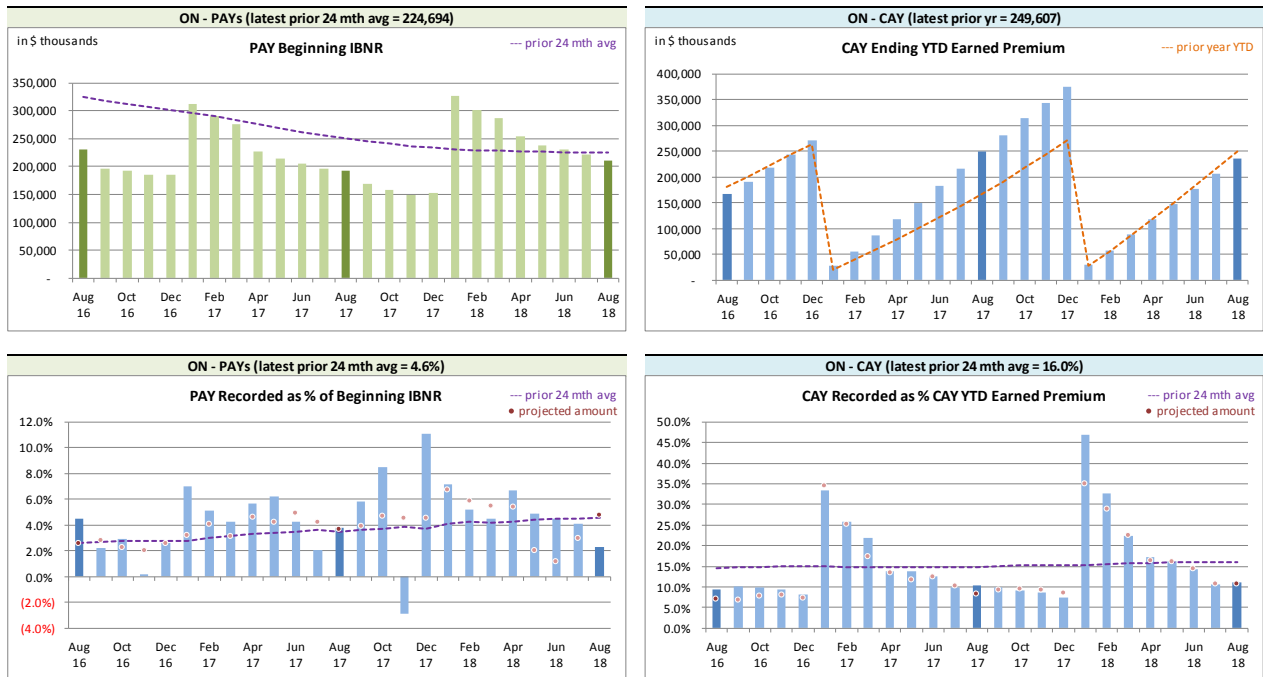 ON - PAYs (latest prior 24 mth avg = 224,694)
in $ thousands
PAY Beginning IBNR
--- prior 24 mth avg
350,000
300,000
250,000
200,000
150,000
100,000
50,000
-
Aug Oct Dec Feb Apr Jun Aug Oct Dec Feb Apr Jun Aug
16 16 16 17 17 17 17 17 17 18 18 18 18
ON - CAY (latest prior yr = 249,607)
in $ thousands
CAY Ending YTD Earned Premium
--- prior year YTD
400,000
350,000
300,000
250,000
200,000
150,000
100,000
50,000
-
Aug Oct Dec Feb Apr Jun Aug Oct Dec Feb Apr Jun Aug
16 16 16 17 17 17 17 17 17 18 18 18 18
ON - PAYs (latest prior 24 mth avg = 4.6%)
PAY Recorded as % of Beginning IBNR
--- prior 24 mth avg
• projected amount
12.0%
10.0%
8.0%
6.0%
4.0%
2.0%
0.0%
(2.0%)
(4.0%)
Aug Oct Dec Feb Apr Jun Aug Oct Dec Feb Apr Jun Aug
16 16 16 17 17 17 17 17 17 18 18 18 18
ON - CAY (latest prior 24 mth avg = 16.0%)
CAY Recorded as % CAY YTD Earned Premium
--- prior 24 mth avg
• projected amount
50.0%
45.0%
40.0%
35.0%
30.0%
25.0%
20.0%
15.0%
10.0%
5.0%
0.0%
Aug Oct Dec Feb Apr Jun Aug Oct Dec Feb Apr Jun Aug
16 16 16 17 17 17 17 17 17 18 18 18 18